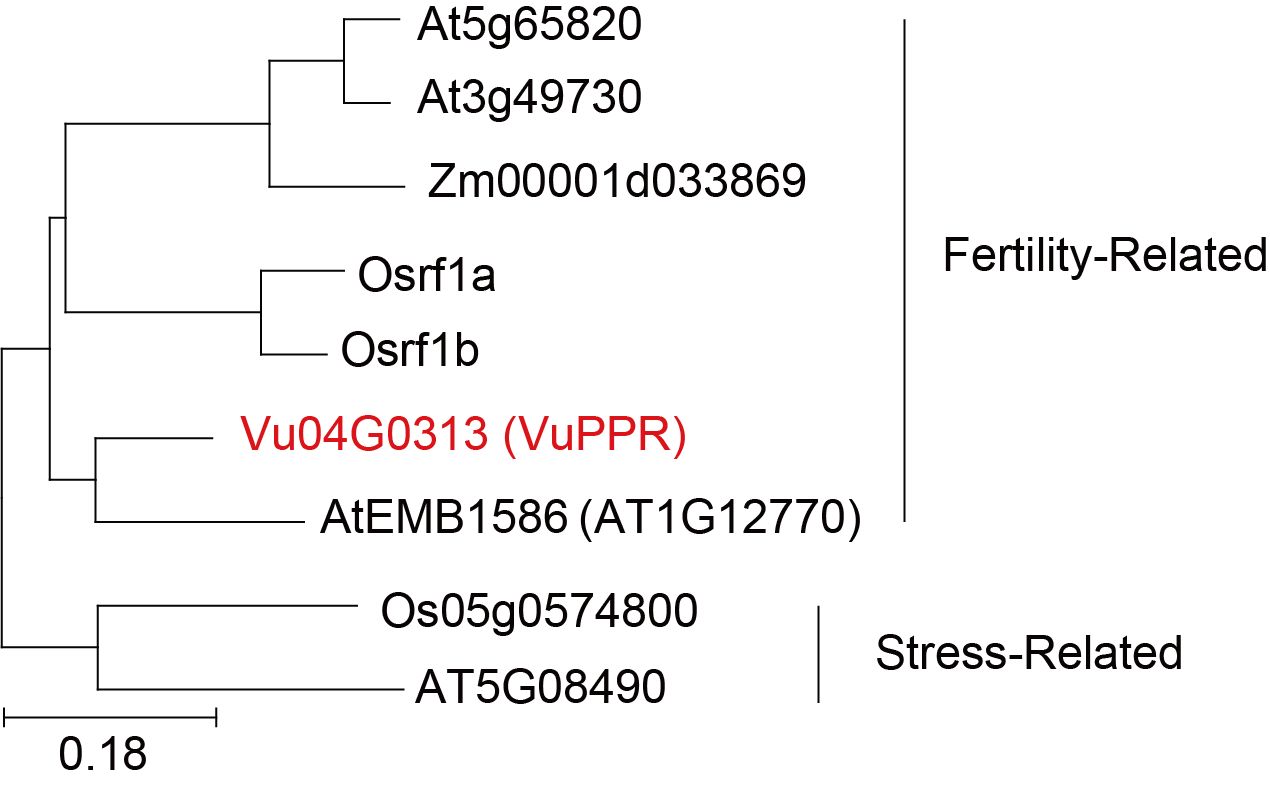 At5g65820
At3g49730
Zm00001d033869
Osrf1a
Fertility-Related
Osrf1b
Vu04G0313 (VuPPR)
AtEMB1586 (AT1G12770)
Os05g0574800
Stress-Related
AT5G08490
0.18